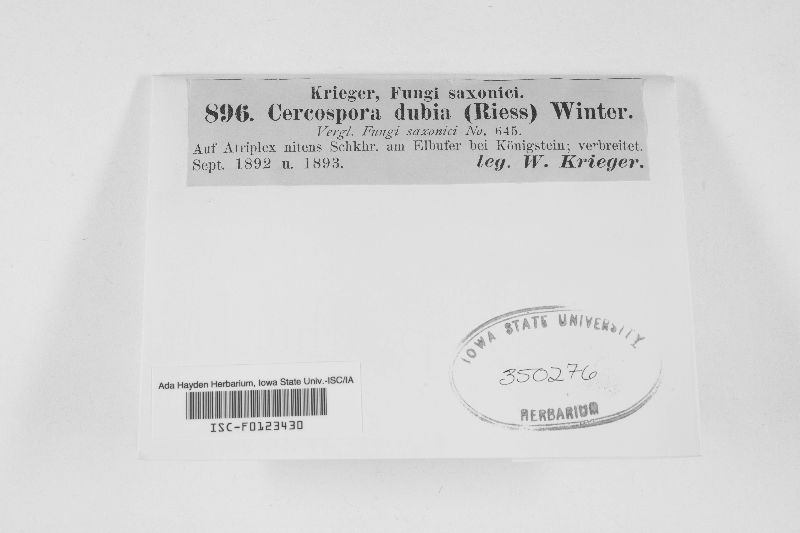 Krieger, Fungi saxonici.
896. Cercospora dubia (Riess) Winter.
Vergl. Fungi saxonici No. 645.
Auf Atriplex nitens Schkhr. am Elbufer bei Königstein; verbreitet.
Sept. 1892 u. 1893. leg. W. Krieger.
IOWA STATE UNIVERSITY
350276
HERBARIUM
Ada Hayden Herbarium, Iowa State Univ.-ISC/IA
ISC-F0123430